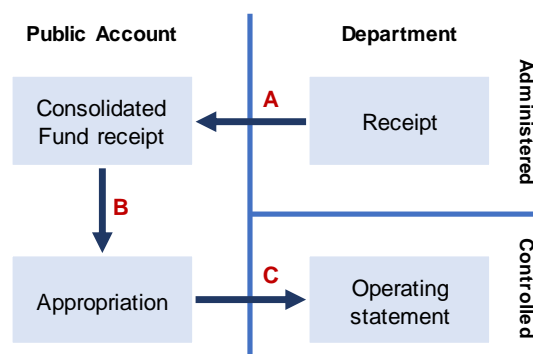 Public Account
Department
Consolidated
Fund receipt
A
Receipt
Administered
B
Appropriation
C
Operating
statement
Controlled